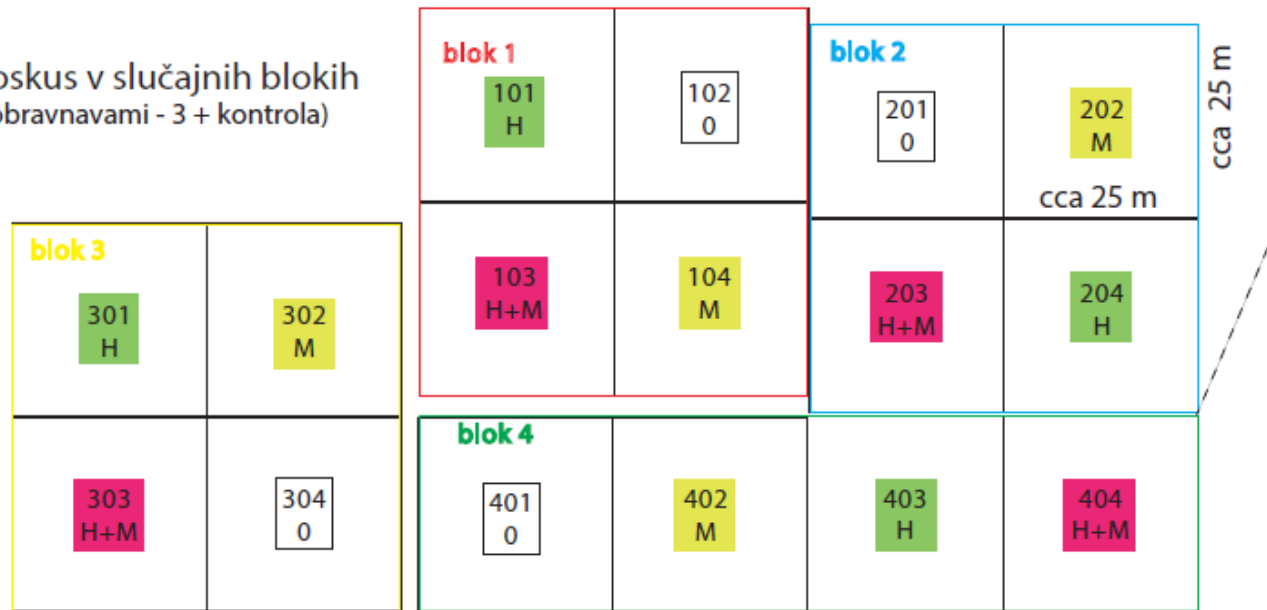 oskus v slučajnih blokih
obravnavami - 3 + kontrola)
blok 1
101
H
102
0
103
H+M
104
M
blok 2
201
0
202
M
cca 25 m
cca 25 m
203
H+M
204
H
blok 3
301
H
302
M
303
H+M
304
0
blok 4
401
0
402
M
403
H
404
H+M